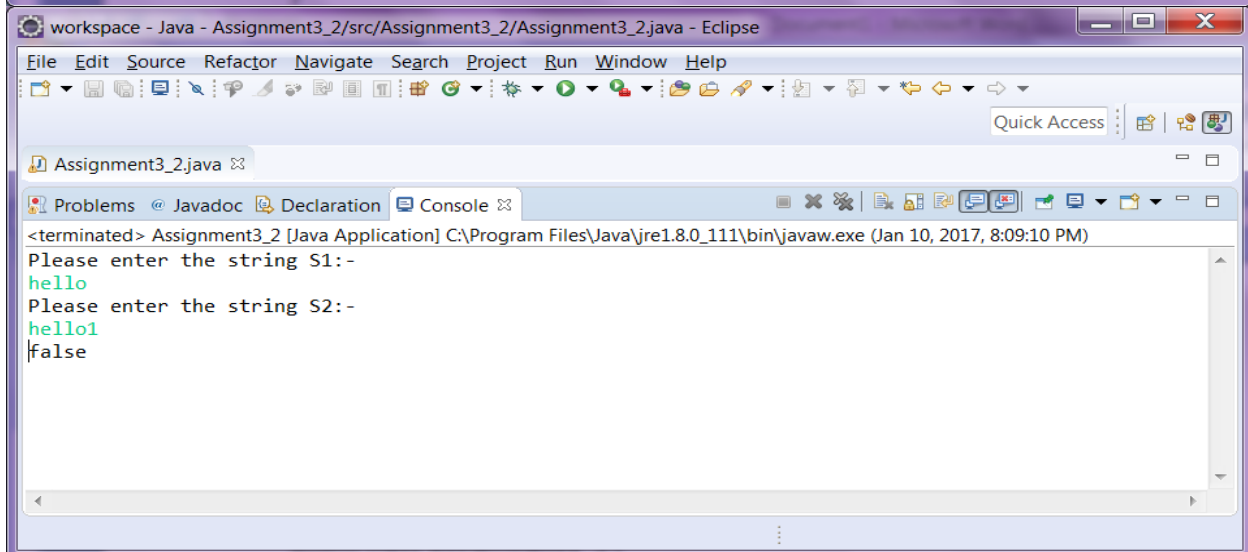 workspace - Java - Assignment3_2/src/Assignment3_2/Assignment3_2.java - Eclipse
File Edit Source Refactor Navigate Search Project Run Window Help
Quick Access
Assignment3_2.java
Problems @ Javadoc Declaration Console
<terminated> Assignment3_2 [Java Application] C:\Program Files\Java\jre1.8.0_111\bin\javaw.exe (Jan 10, 2017, 8:09:10 PM)
Please enter the string S1:-
hello
Please enter the string S2:-
hello1
false